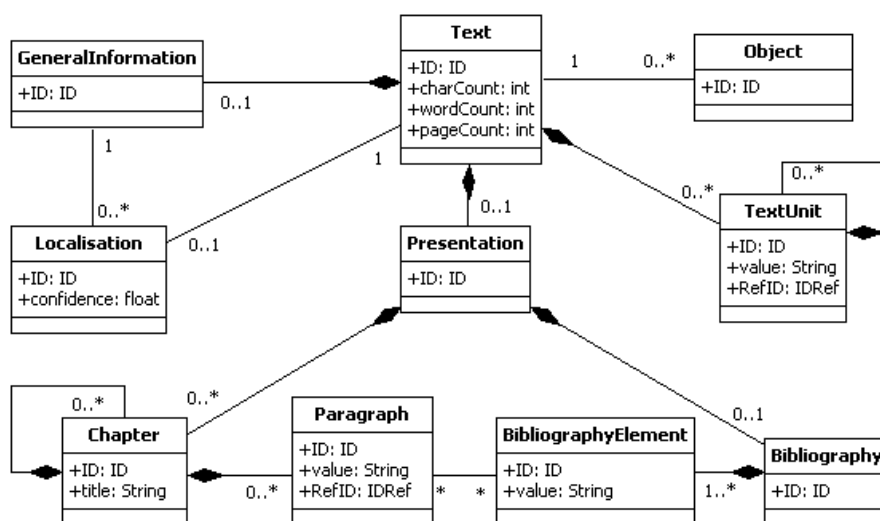 GeneralInformation
+ID: ID
Text
+ID: ID
+charCount: int
+wordCount: int
+pageCount: int
Object
+ID: ID
0..1
1
0..*
1
1
0..*
0..1
0..1
0..*
0..*
Localisation
+ID: ID
+confidence: float
Presentation
+ID: ID
TextUnit
+ID: ID
+value: String
+RefID: IDRef
0..*
0..*
0..1
Chapter
+ID: ID
+title: String
Paragraph
+ID: ID
+value: String
+RefID: IDRef
BibliographyElement
+ID: ID
+value: String
Bibliography
+ID: ID
0..*
*
*
1..*